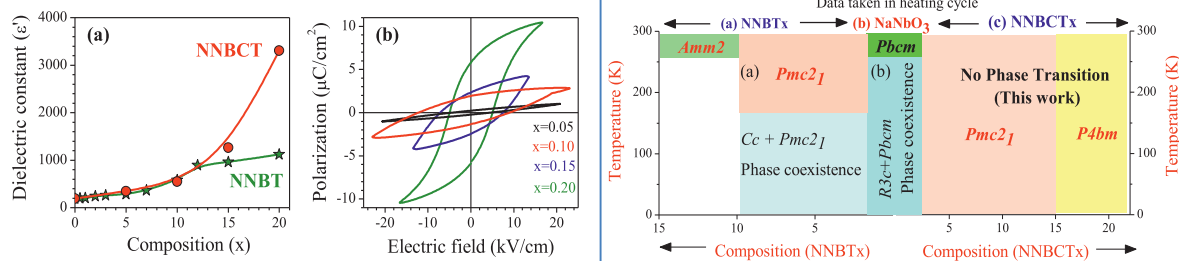 Data taken in heating cycle
(a) NNBTx
(b) NaNbO3
(c) NNBCTx
4000
3000
2000
1000
0
0
5
10
15
20
Dielectric constant (ε')
Composition (x)
(a)
NNBCT
NNBT
10
5
0
-5
-10
-20
-10
0
10
20
Polarization (μC/cm2)
Electric field (kV/cm)
(b)
x=0.05
x=0.10
x=0.15
x=0.20
300
200
100
0
Temperature (K)
Amm2
(a)
Pmc21
Cc + Pmc21
Phase coexistence
Pbcm
(b)
R3c+Pbcm
Phase coexistence
No Phase Transition
(This work)
Pmc21
P4bm
300
200
100
0
Temperature (K)
15
10
5
5
10
15
20
Composition (NNBTx)
Composition (NNBCTx)